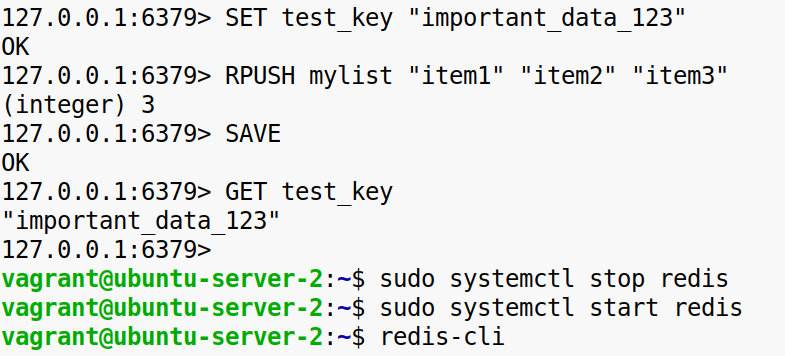 127.0.0.1:6379> SET test_key "important_data_123"
OK
127.0.0.1:6379> RPUSH mylist "item1" "item2" "item3"
(integer) 3
127.0.0.1:6379> SAVE
OK
127.0.0.1:6379> GET test_key
"important_data_123"
127.0.0.1:6379>
vagrant@ubuntu-server-2:~$ sudo systemctl stop redis
vagrant@ubuntu-server-2:~$ sudo systemctl start redis
vagrant@ubuntu-server-2:~$ redis-cli